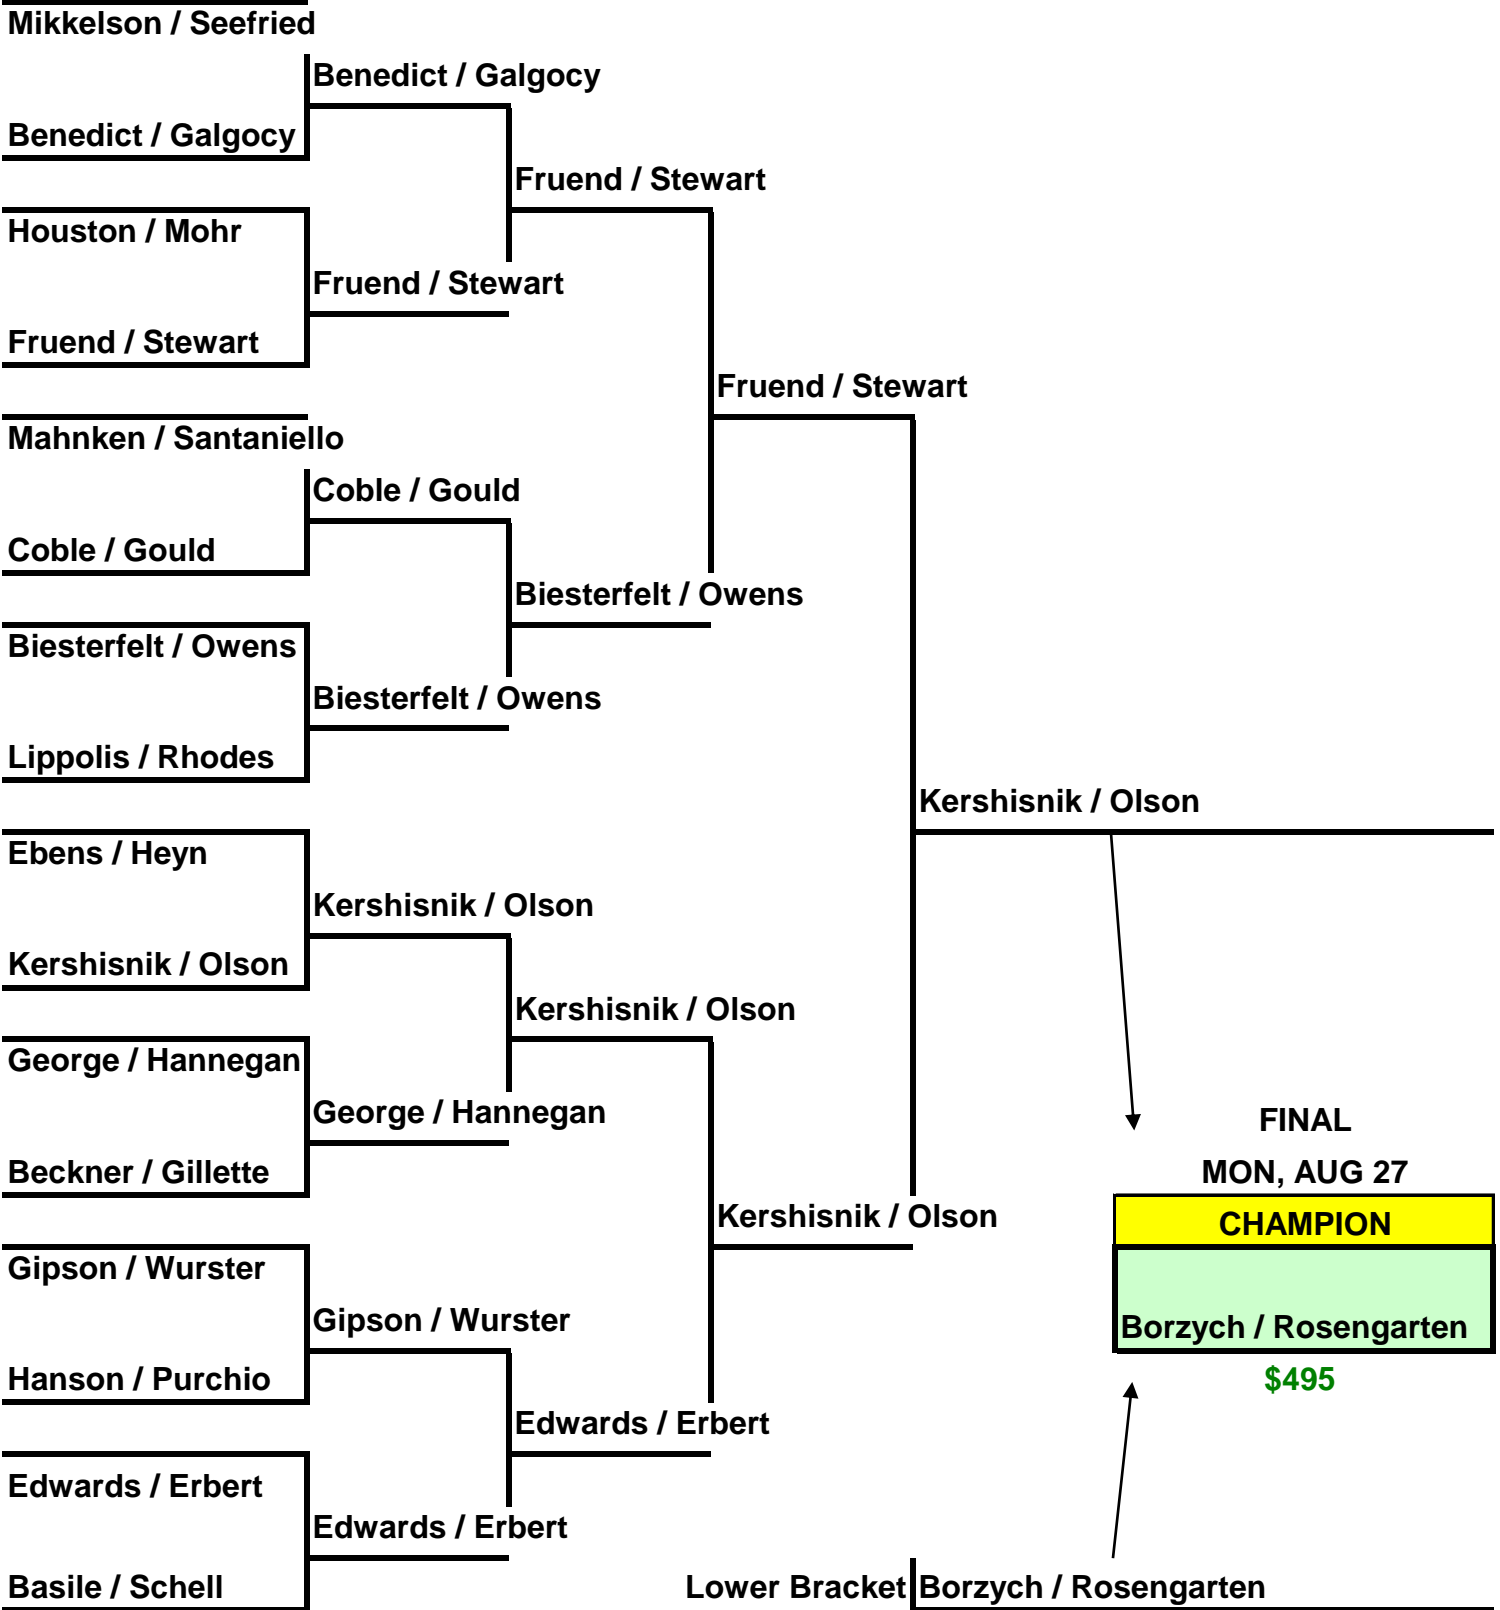 Mikkelson / Seefried
Benedict / Galgocy
Benedict / Galgocy
Fruend / Stewart
Houston / Mohr
Fruend / Stewart
Fruend / Stewart
Fruend / Stewart
Mahnken / Santaniello
Coble / Gould
Coble / Gould
Biesterfelt / Owens
Biesterfelt / Owens
Biesterfelt / Owens
Lippolis / Rhodes
Kershisnik / Olson
Ebens / Heyn
Kershisnik / Olson
Kershisnik / Olson
Kershisnik / Olson
George / Hannegan
George / Hannegan
FINAL
Beckner / Gillette
MON, AUG 27
Kershisnik / Olson
CHAMPION
Gipson / Wurster
Gipson / Wurster
Borzych / Rosengarten
Hanson / Purchio
$495
Edwards / Erbert
Edwards / Erbert
Edwards / Erbert
Basile / Schell
Lower Bracket
Borzych / Rosengarten